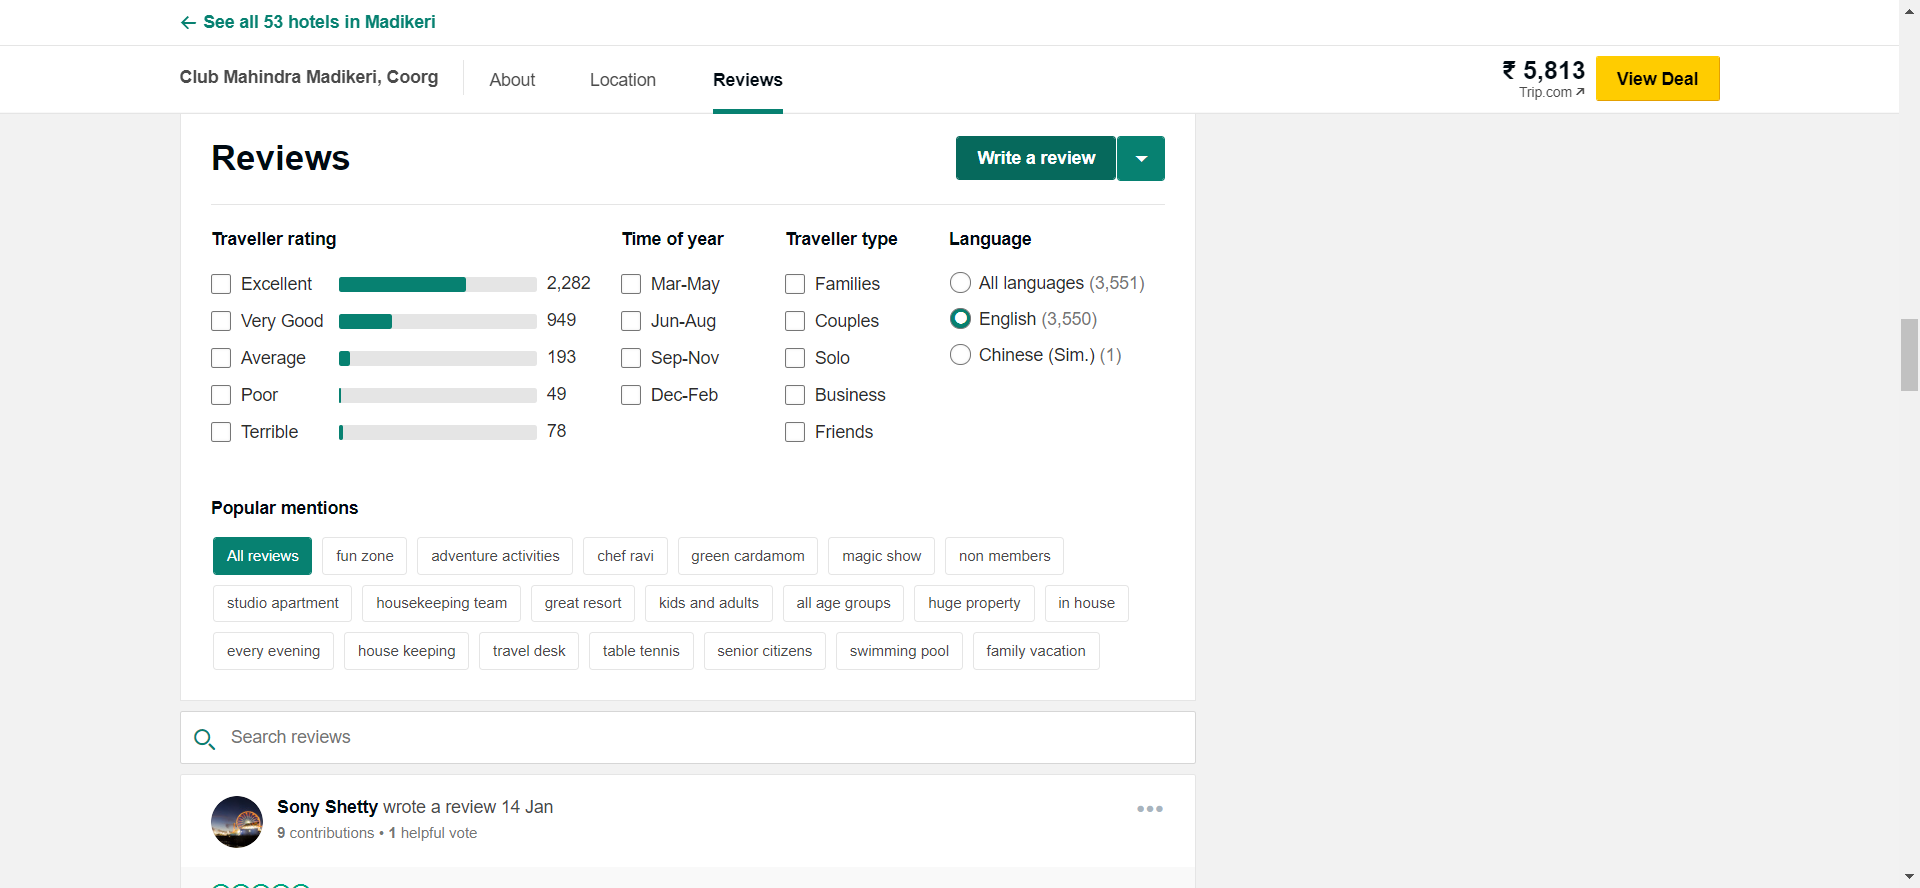 ← See all 53 hotels in Madikeri
Club Mahindra Madikeri, Coorg
About
Location
Reviews
₹ 5,813
Trip.com
View Deal
Reviews
Write a review
Traveller rating
Excellent 2,282
Very Good 949
Average 193
Poor 49
Terrible 78
Time of year
Mar-May
Jun-Aug
Sep-Nov
Dec-Feb
Traveller type
Families
Couples
Solo
Business
Friends
Language
All languages (3,551)
English (3,550)
Chinese (Sim.) (1)
Popular mentions
All reviews fun zone adventure activities chef ravi green cardamom magic show non members
studio apartment housekeeping team great resort kids and adults all age groups huge property in house
every evening house keeping travel desk table tennis senior citizens swimming pool family vacation
Search reviews
Sony Shetty wrote a review 14 Jan
9 contributions • 1 helpful vote